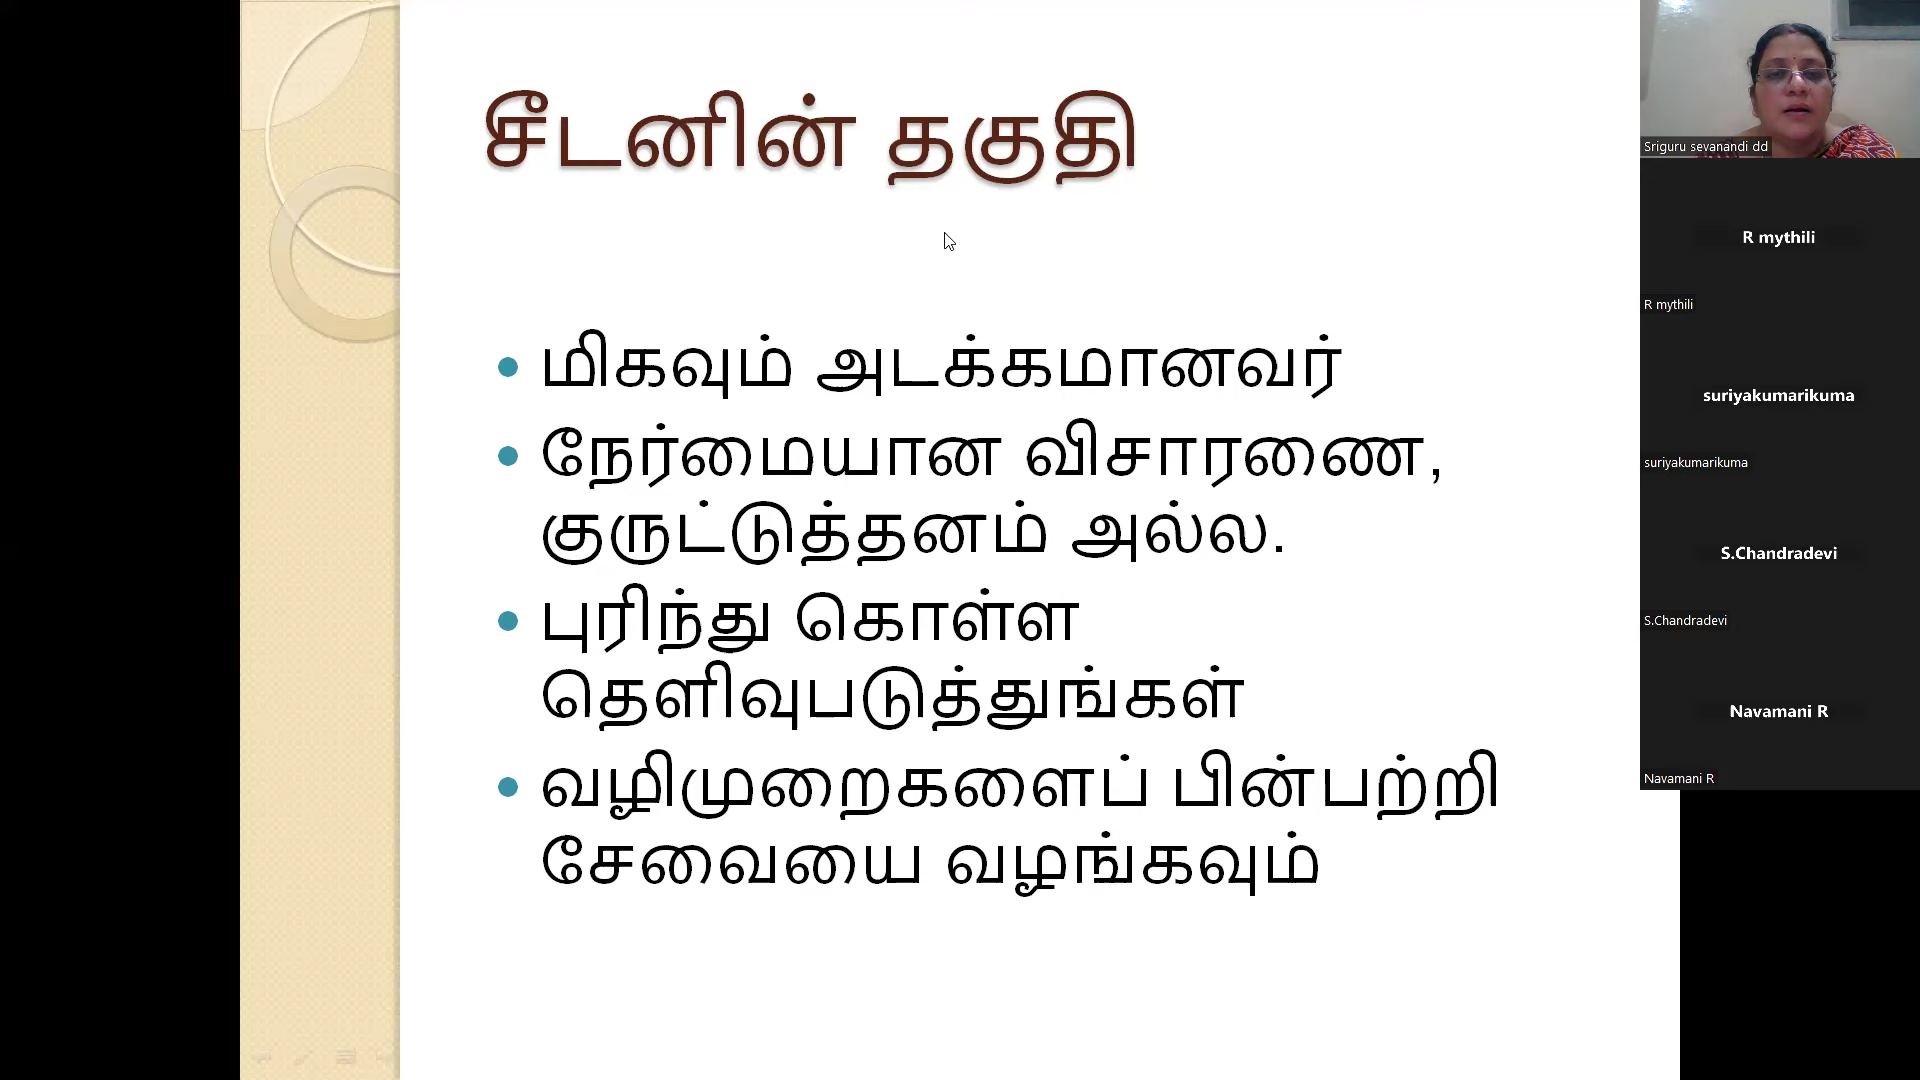 சீடனின் தகுதி
• மிகவும் அடக்கமானவர்
• நேர்மையான விசாரணை,
குருட்டுத்தனம் அல்ல.
• புரிந்து கொள்ள
தெளிவுபடுத்துங்கள்
• வழிமுறைகளைப் பின்பற்றி
சேவையை வழங்கவும்
Sriguru sevanandi dd
R mythili
R mythili
suriyakumarikuma
suriyakumarikuma
S.Chandradevi
S.Chandradevi
Navamani R
Navamani R